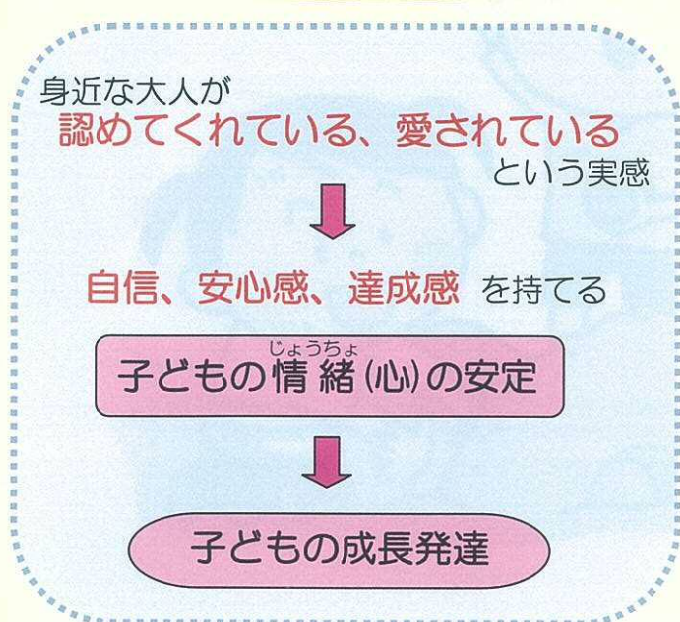 身近な大人が
認めてくれている、愛されている
という実感
自信、安心感、達成感 を持てる
じょうちょ
子どもの情緒(心)の安定
子どもの成長発達